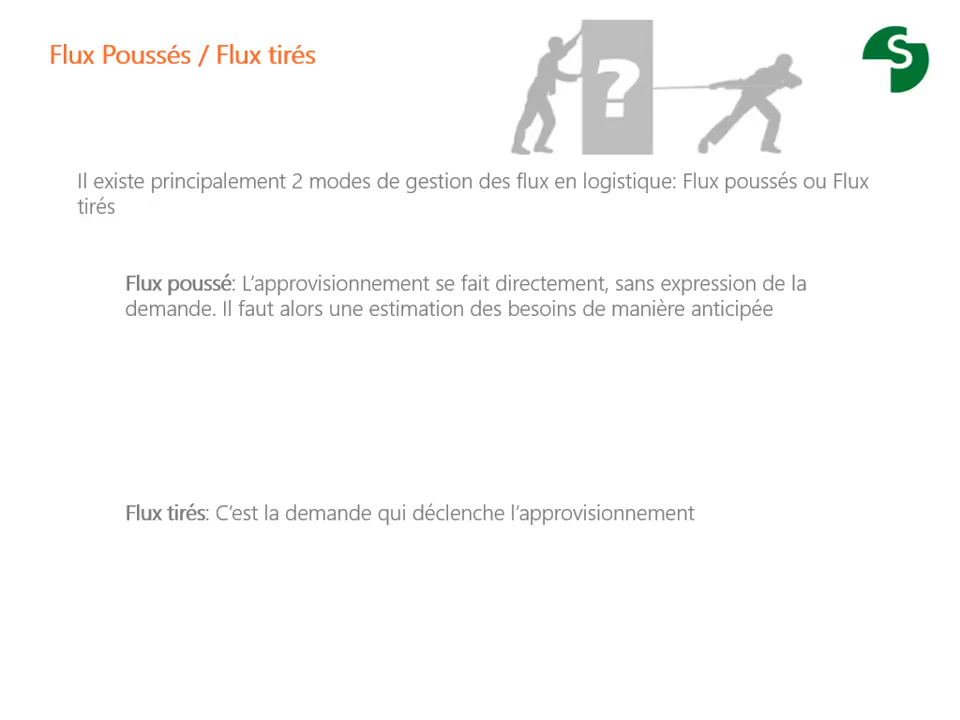 Flux Poussés / Flux tirés
S
?
Il existe principalement 2 modes de gestion des flux en logistique: Flux poussés ou Flux
tirés
Flux poussé: L’approvisionnement se fait directement, sans expression de la
demande. Il faut alors une estimation des besoins de manière anticipée
Flux tirés: C’est la demande qui déclenche l’approvisionnement